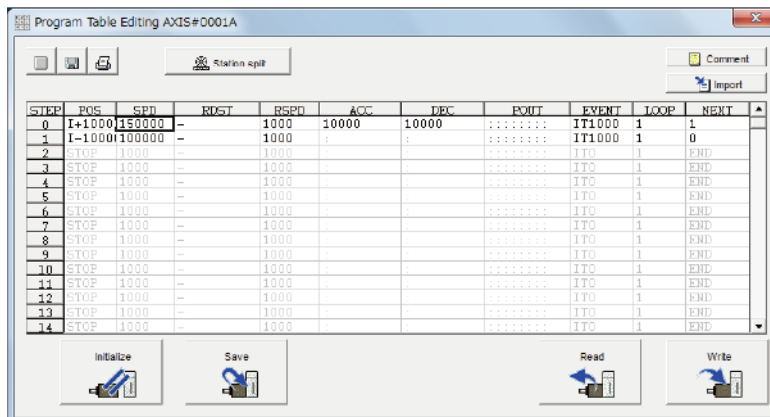 Program Table Editing AXIS#0001A
Station split
Comment
Import
STEP POS SPD RDST RSPD ACC DEC POUT EVENT LOOP NEXT
0 I+1000 150000 - 1000 10000 10000 :::::::: IT1000 1 1
1 I-1000 100000 - 1000 : : :::::::: IT1000 1 0
2 STOP 1000 - 1000 : : :::::::: IT0 1 END
3 STOP 1000 - 1000 : : :::::::: IT0 1 END
4 STOP 1000 - 1000 : : :::::::: IT0 1 END
5 STOP 1000 - 1000 : : :::::::: IT0 1 END
6 STOP 1000 - 1000 : : :::::::: IT0 1 END
7 STOP 1000 - 1000 : : :::::::: IT0 1 END
8 STOP 1000 - 1000 : : :::::::: IT0 1 END
9 STOP 1000 - 1000 : : :::::::: IT0 1 END
10 STOP 1000 - 1000 : : :::::::: IT0 1 END
11 STOP 1000 - 1000 : : :::::::: IT0 1 END
12 STOP 1000 - 1000 : : :::::::: IT0 1 END
13 STOP 1000 - 1000 : : :::::::: IT0 1 END
14 STOP 1000 - 1000 : : :::::::: IT0 1 END
Initialize Save Read Write